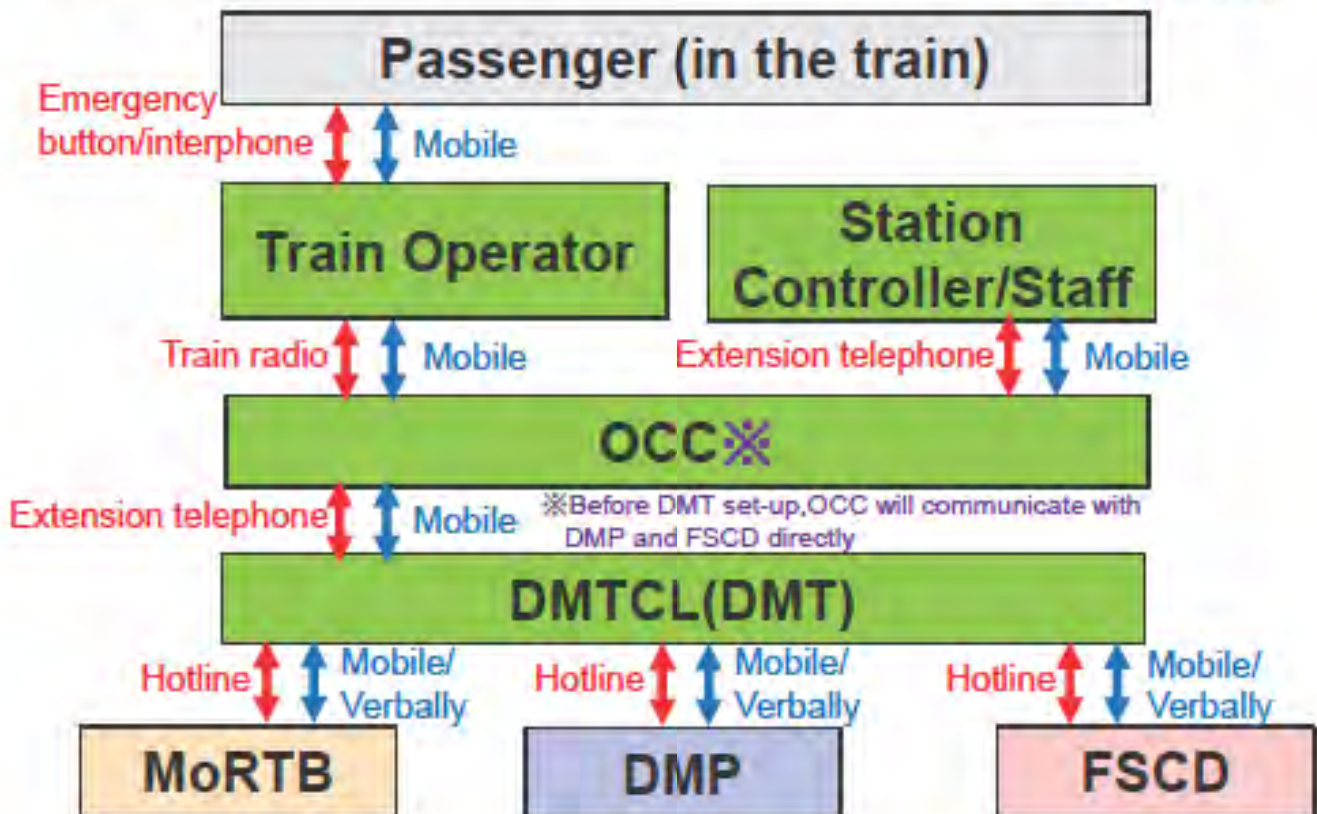 Passenger (in the train)
Emergency
button/interphone
Mobile
Train Operator
Station
Controller/Staff
Train radio
Mobile
Extension telephone
Mobile
OCC※
Extension telephone
Mobile
※Before DMT set-up,OCC will communicate with
DMP and FSCD directly
DMTCL(DMT)
Hotline
Mobile/
Verbally
Hotline
Mobile/
Verbally
Hotline
Mobile/
Verbally
MoRTB
DMP
FSCD